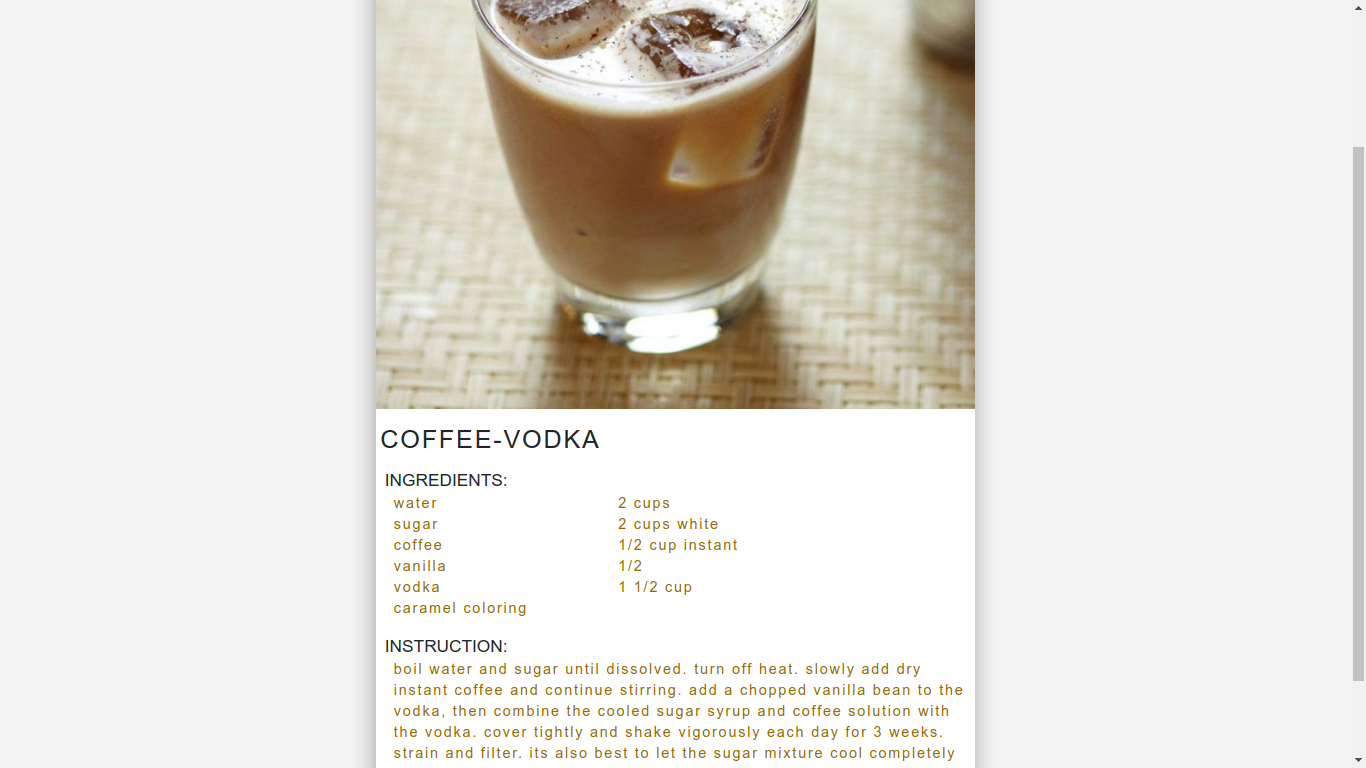 COFFEE-VODKA
INGREDIENTS:
water 2 cups
sugar 2 cups white
coffee 1/2 cup instant
vanilla 1/2
vodka 1 1/2 cup
caramel coloring
INSTRUCTION:
boil water and sugar until dissolved. turn off heat. slowly add dry
instant coffee and continue stirring. add a chopped vanilla bean to the
vodka, then combine the cooled sugar syrup and coffee solution with
the vodka. cover tightly and shake vigorously each day for 3 weeks.
strain and filter. its also best to let the sugar mixture cool completely